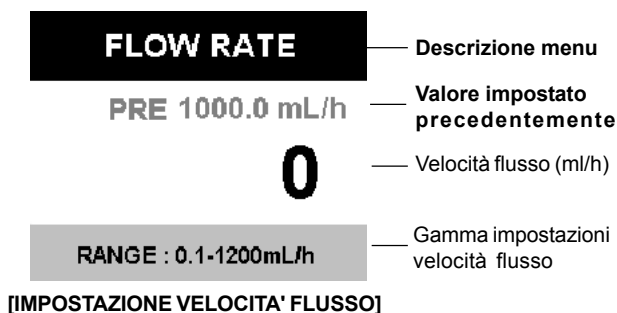 FLOW RATE
Descrizione menu
PRE 1000.0 mL/h
Valore impostato
precedentemente
0
Velocità flusso (ml/h)
RANGE : 0.1-1200mL/h
Gamma impostazioni
velocità flusso
[IMPOSTAZIONE VELOCITA' FLUSSO]